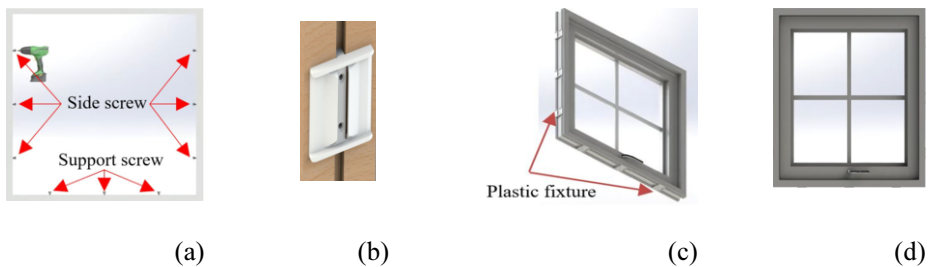 Side screw
Support screw
Plastic fixture
(a)
(b)
(c)
(d)